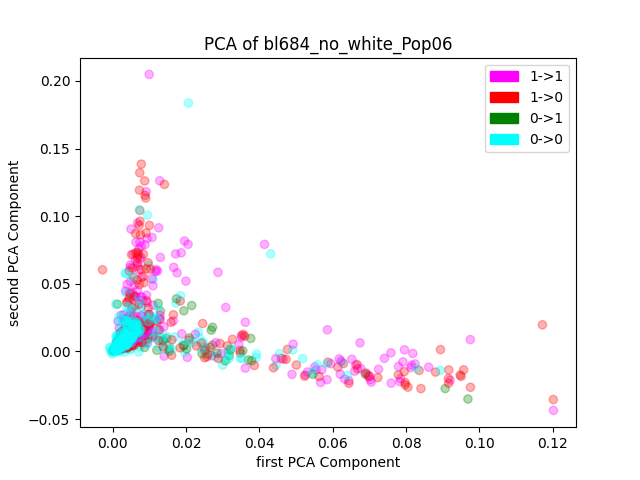 PCA of bl684_no_white_Pop06
1->1
1->0
0->1
0->0
second PCA Component
0.20
0.15
0.10
0.05
0.00
−0.05
0.00 0.02 0.04 0.06 0.08 0.10 0.12
first PCA Component